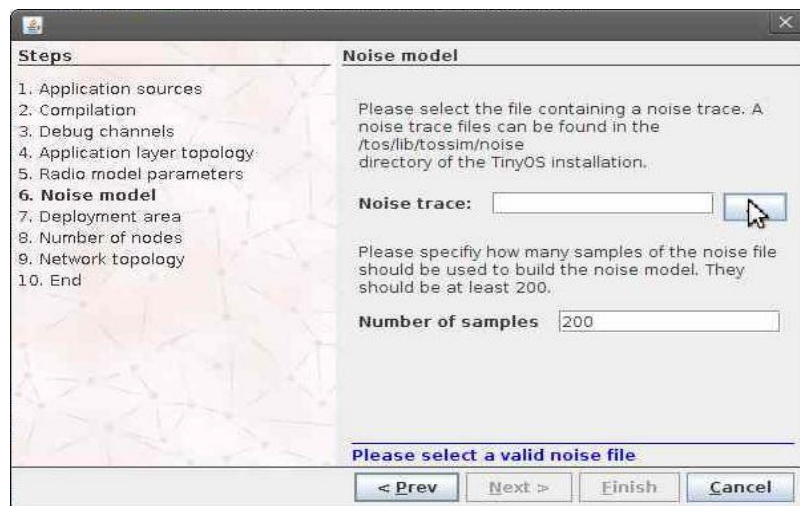 Steps
1. Application sources
2. Compilation
3. Debug channels
4. Application layer topology
5. Radio model parameters
6. Noise model
7. Deployment area
8. Number of nodes
9. Network topology
10. End
Noise model
Please select the file containing a noise trace. A
noise trace files can be found in the
/tos/lib/tossim/noise
directory of the TinyOS installation.
Noise trace:
Please specifiy how many samples of the noise file
should be used to build the noise model. They
should be at least 200.
Number of samples 200
Please select a valid noise file
< Prev Next > Finish Cancel